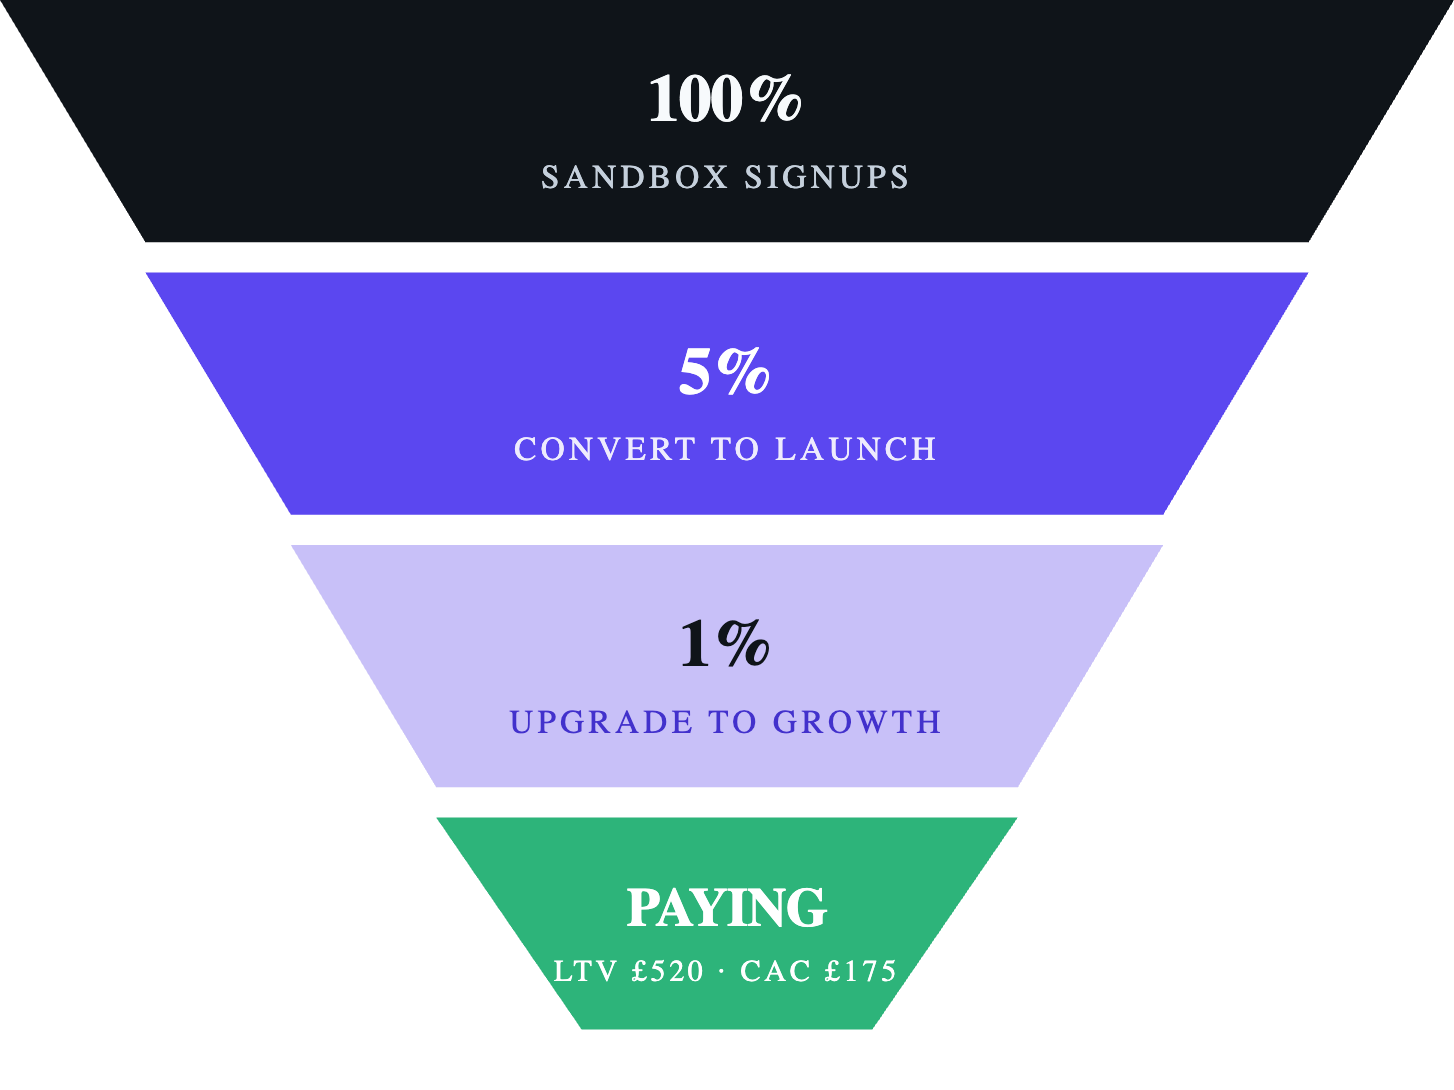 100%
SANDBOX SIGNUPS
5%
CONVERT TO LAUNCH
1%
UPGRADE TO GROWTH
PAYING
LTV £520 · CAC £175